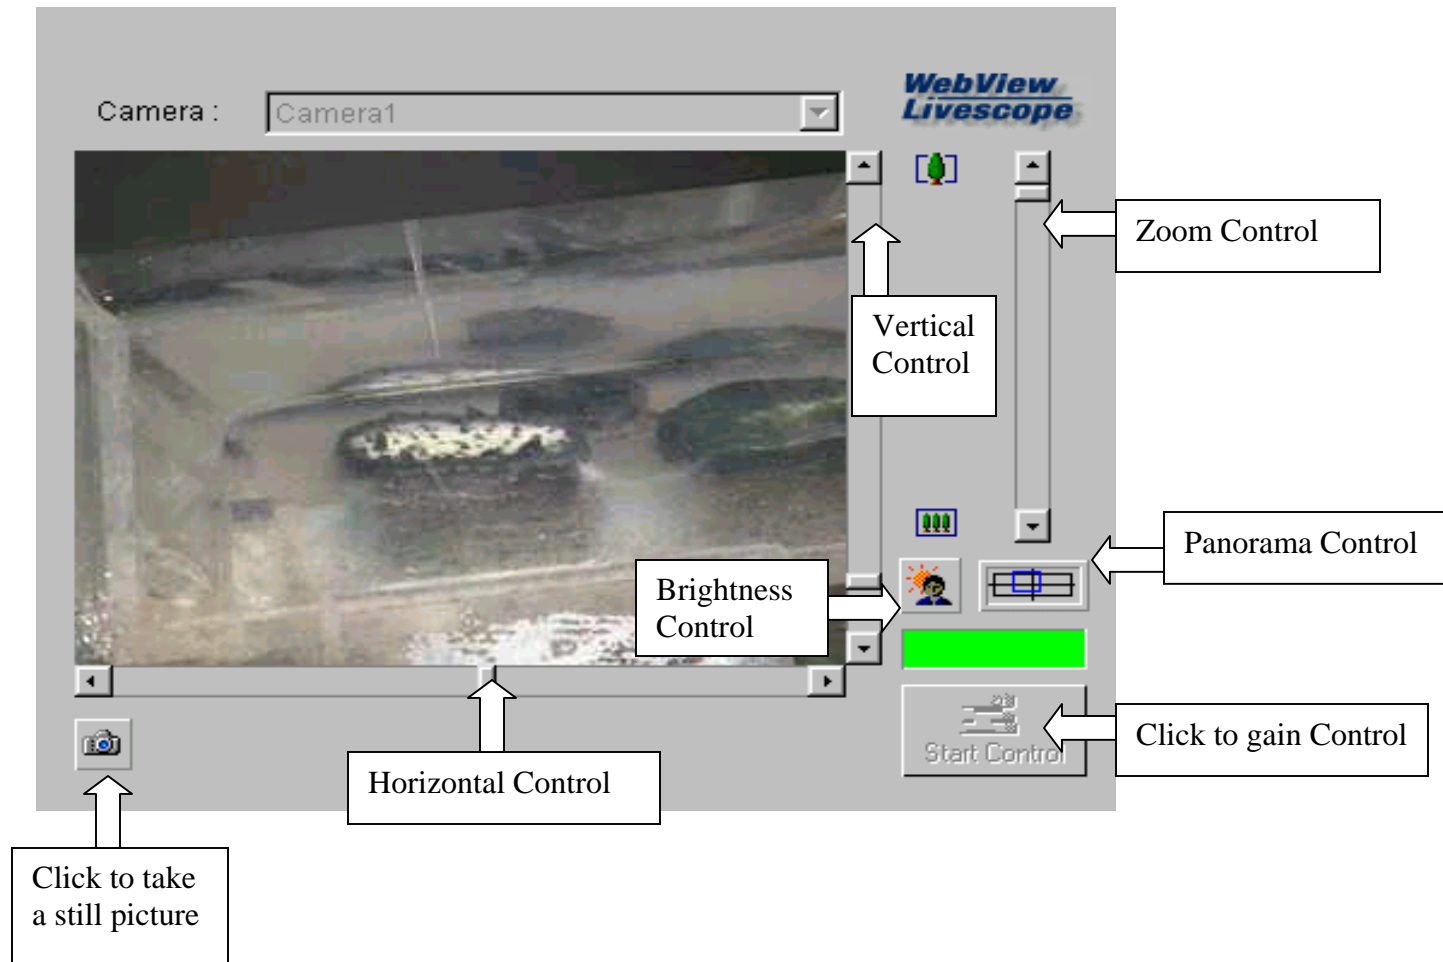 WebView
Livescope
Camera :
Camera1
Zoom Control
Vertical
Control
Panorama Control
Brightness
Control
Start Control
Click to gain Control
Horizontal Control
Click to take
a still picture